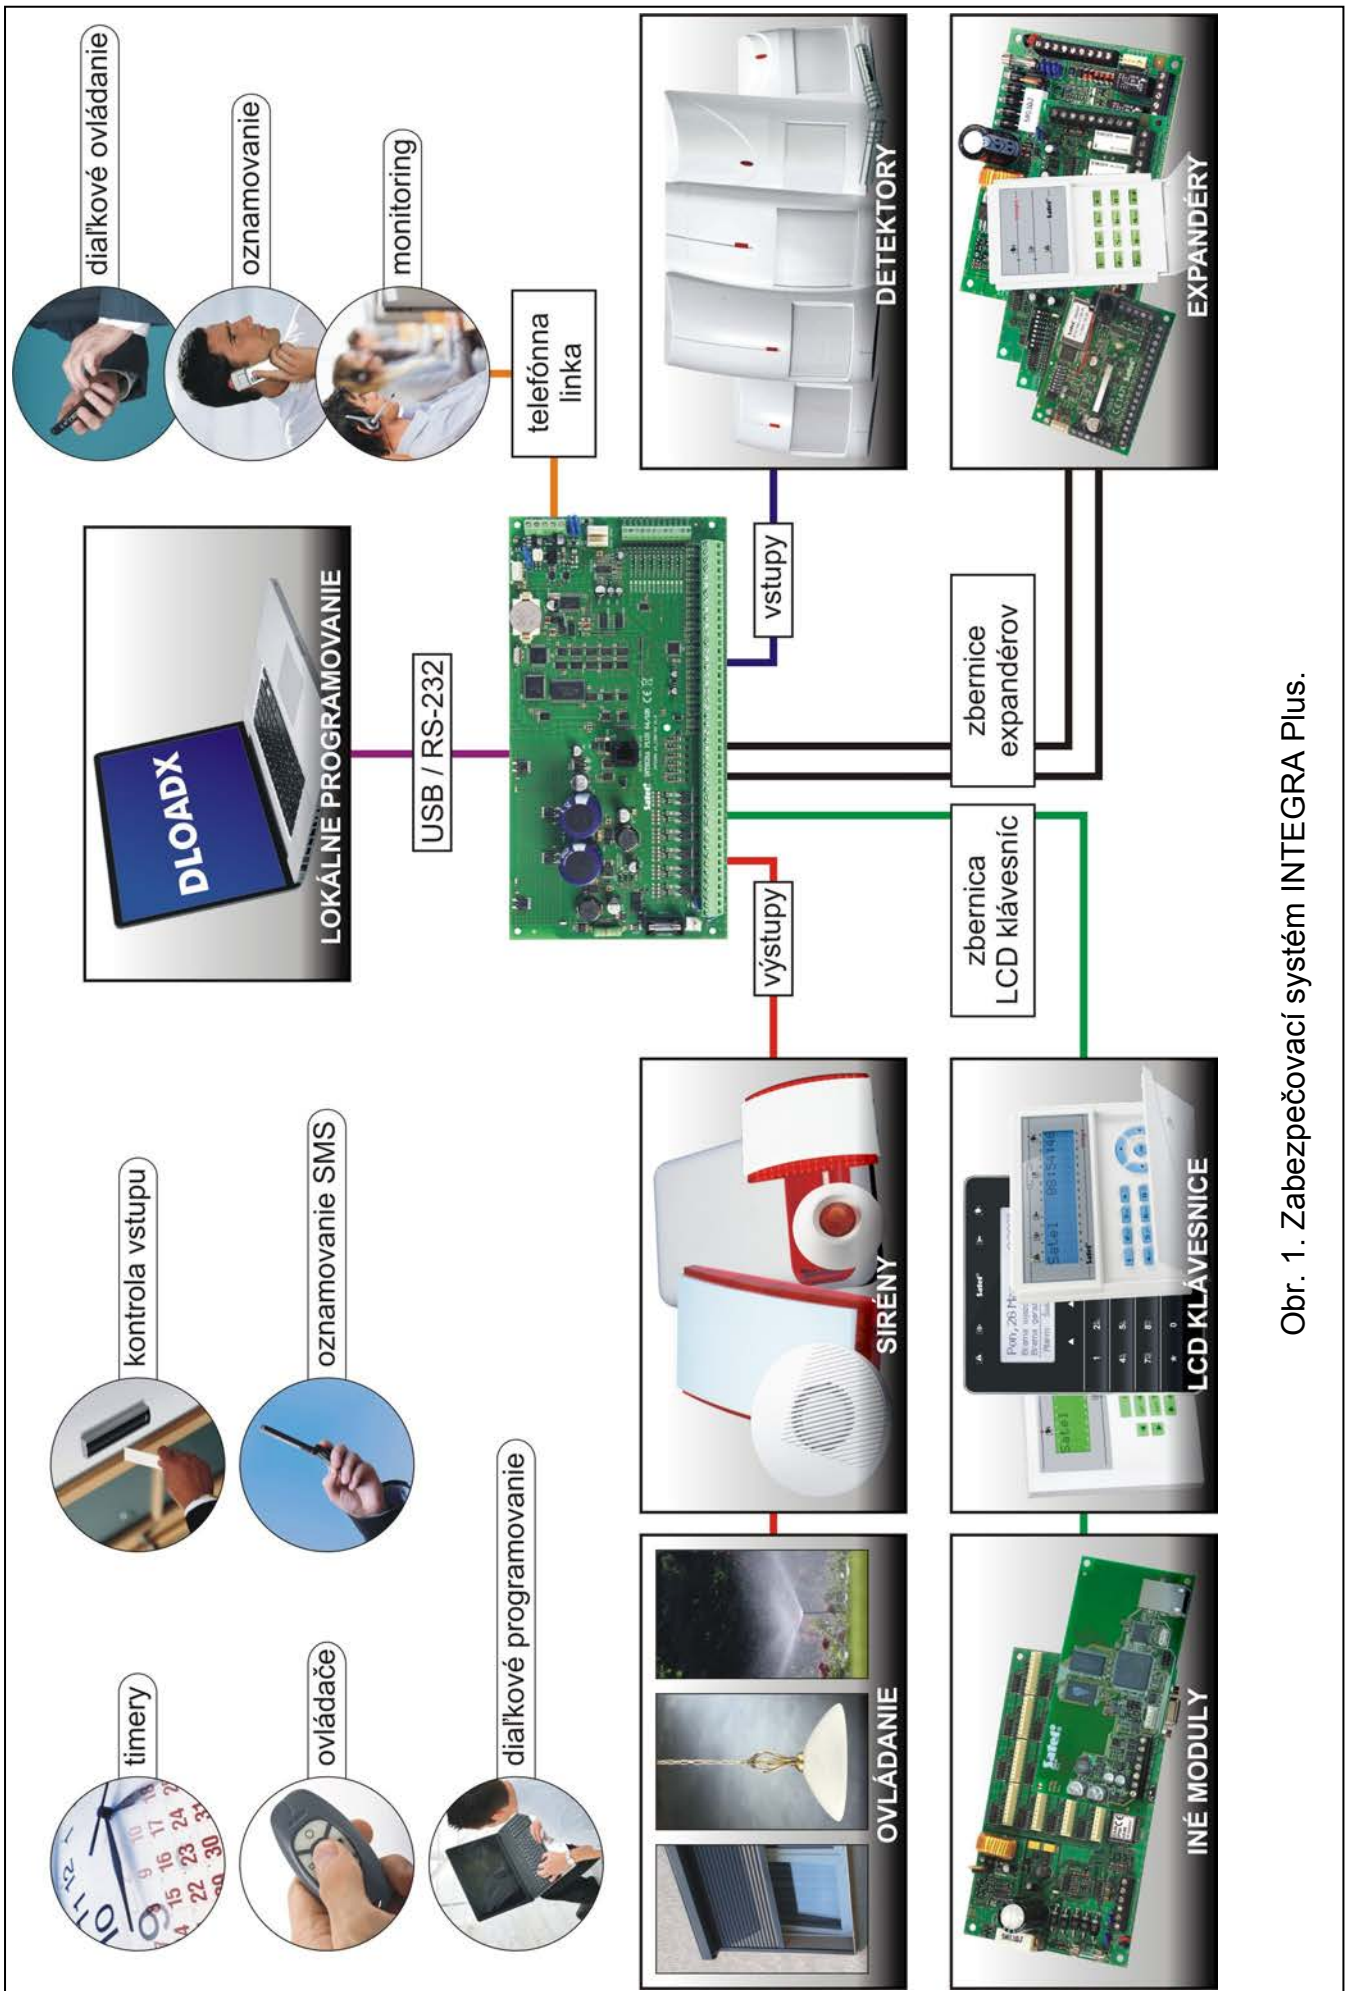 timery
kontrola vstupu
ovládače
oznamovanie SMS
diaľkové programovanie
DLOADX
LOKÁLNE PROGRAMOVANIE
USB / RS-232
diaľkové ovládanie
oznamovanie
monitoring
telefónna
linka
OVLÁDANIE
SIRÉNY
výstupy
vstupy
DETEKTORY
INÉ MODULY
LCD KLÁVESNICE
zbernica
LCD klávesníc
zbernice
expandérov
EXPANDÉRY
Obr. 1. Zabezpečovací systém INTEGRA Plus.